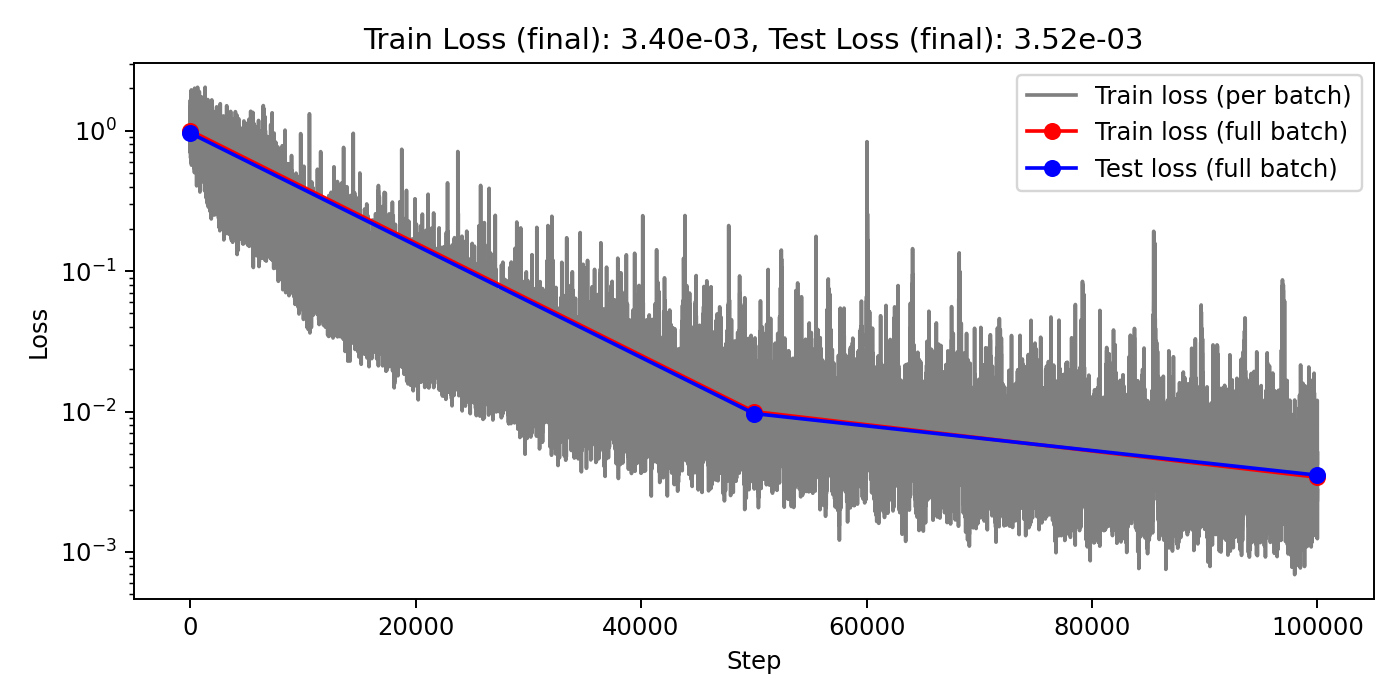 Train Loss (final): 3.40e-03, Test Loss (final): 3.52e-03
Train loss (per batch)
Train loss (full batch)
Test loss (full batch)
Loss
10⁰
10⁻¹
10⁻²
10⁻³
0 20000 40000 60000 80000 100000
Step